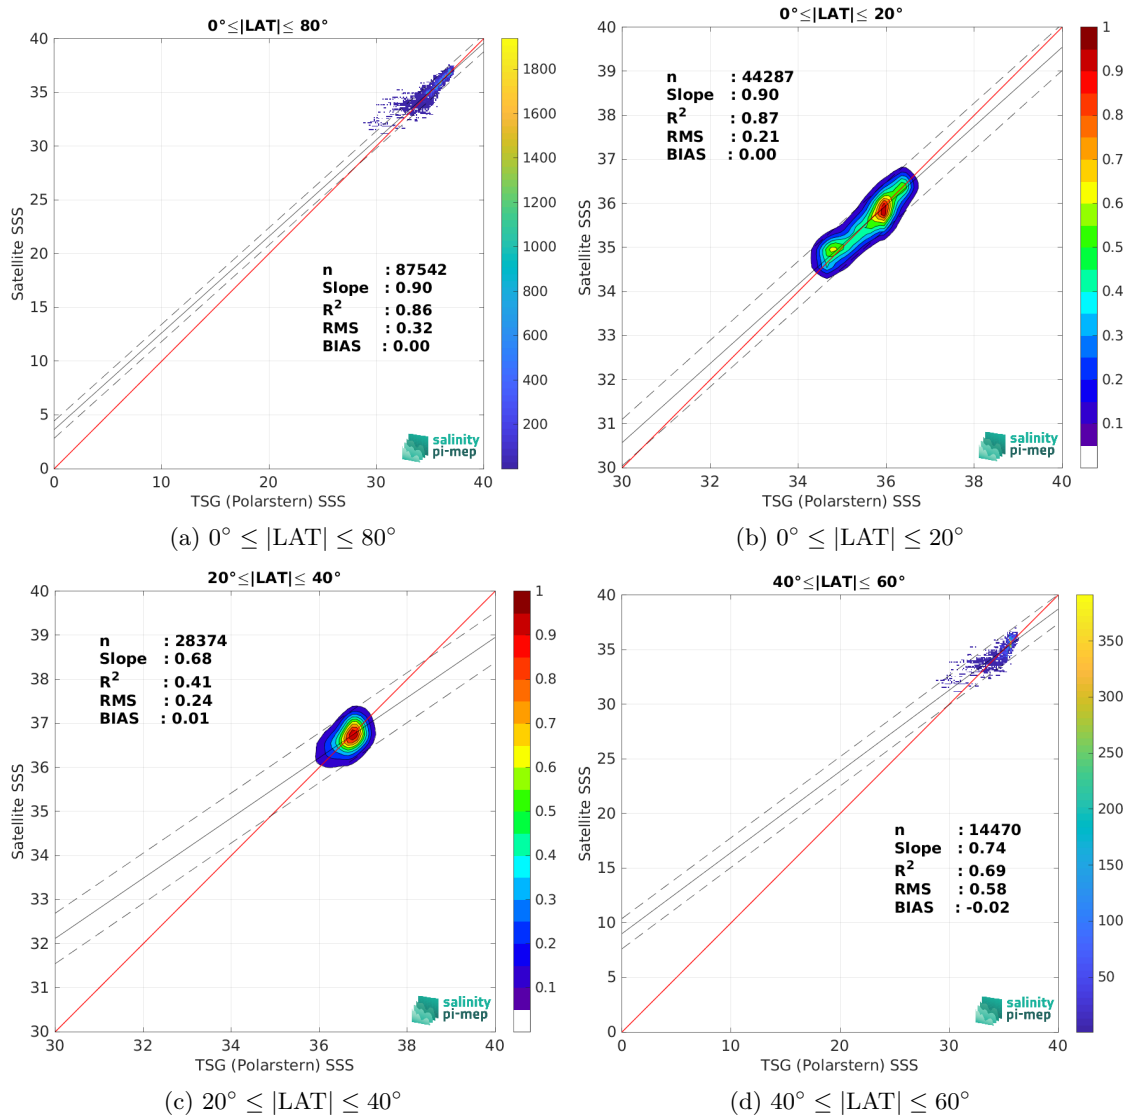 0°≤|LAT|≤ 80°
40
35
30
25
20
15
10
5
0
0
10
20
30
40
Satellite SSS
TSG (Polarstern) SSS
n : 87542
Slope : 0.90
R² : 0.86
RMS : 0.32
BIAS : 0.00
1800
1600
1400
1200
1000
800
600
400
200
salinity
pi-mep
(a) 0° ≤ |LAT| ≤ 80°
0°≤|LAT|≤ 20°
40
39
38
37
36
35
34
33
32
31
30
30
32
34
36
38
40
Satellite SSS
TSG (Polarstern) SSS
n : 44287
Slope : 0.90
R² : 0.87
RMS : 0.21
BIAS : 0.00
1
0.9
0.8
0.7
0.6
0.5
0.4
0.3
0.2
0.1
salinity
pi-mep
(b) 0° ≤ |LAT| ≤ 20°
20°≤|LAT|≤ 40°
40
39
38
37
36
35
34
33
32
31
30
30
32
34
36
38
40
Satellite SSS
TSG (Polarstern) SSS
n : 28374
Slope : 0.68
R² : 0.41
RMS : 0.24
BIAS : 0.01
1
0.9
0.8
0.7
0.6
0.5
0.4
0.3
0.2
0.1
salinity
pi-mep
(c) 20° ≤ |LAT| ≤ 40°
40°≤|LAT|≤ 60°
40
35
30
25
20
15
10
5
0
0
10
20
30
40
Satellite SSS
TSG (Polarstern) SSS
n : 14470
Slope : 0.74
R² : 0.69
RMS : 0.58
BIAS : -0.02
350
300
250
200
150
100
50
salinity
pi-mep
(d) 40° ≤ |LAT| ≤ 60°